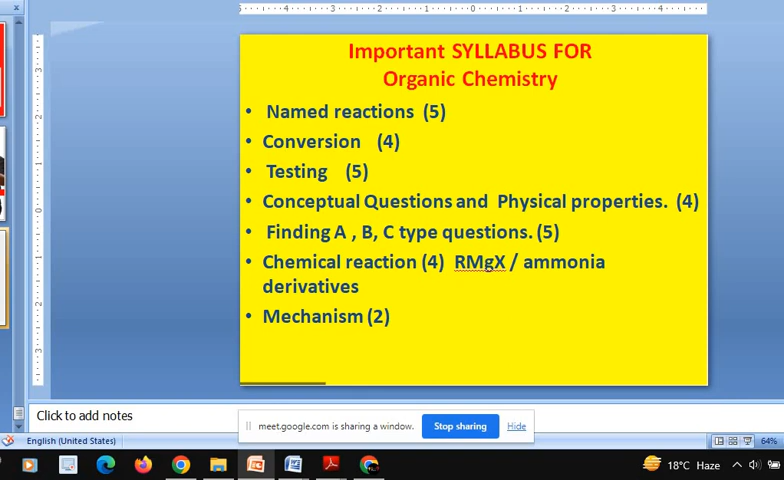 Important SYLLABUS FOR
Organic Chemistry
• Named reactions (5)
• Conversion (4)
• Testing (5)
• Conceptual Questions and Physical properties. (4)
• Finding A , B, C type questions. (5)
• Chemical reaction (4) RMgX / ammonia
derivatives
• Mechanism (2)
Click to add notes
meet.google.com is sharing a window.
Stop sharing
Hide
English (United States)
64%
18°C Haze